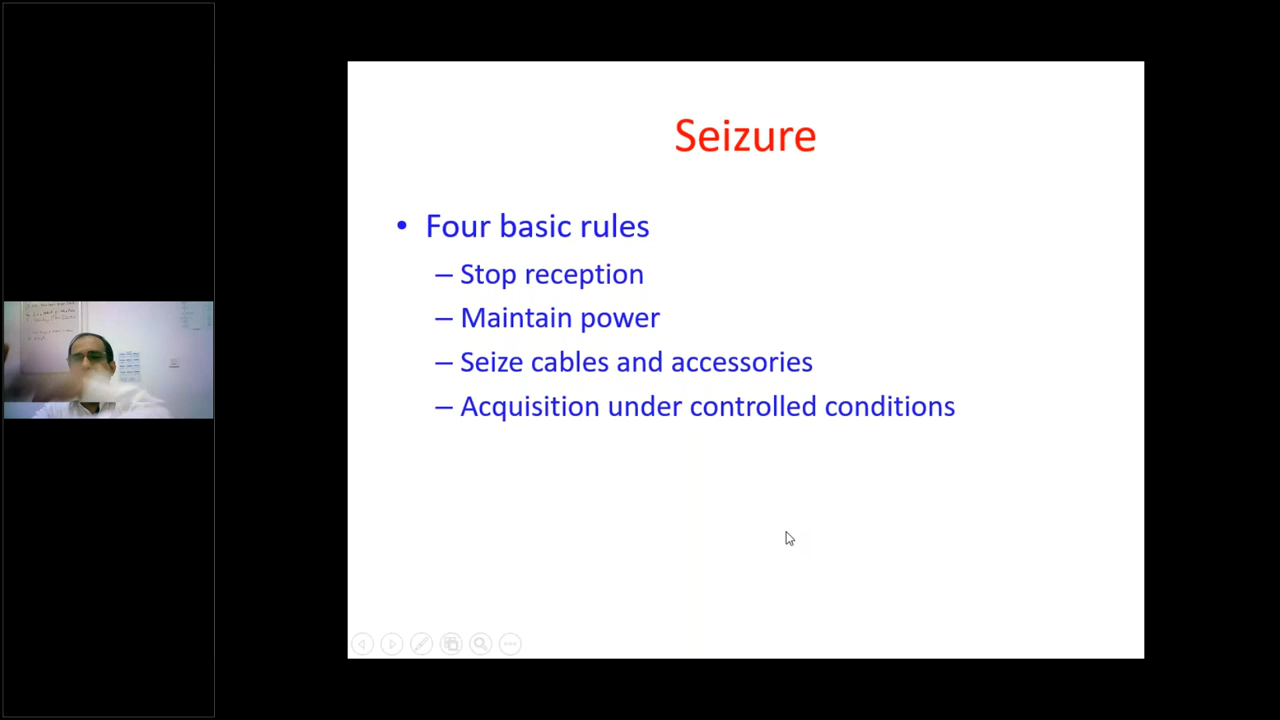 Seizure
• Four basic rules
– Stop reception
– Maintain power
– Seize cables and accessories
– Acquisition under controlled conditions